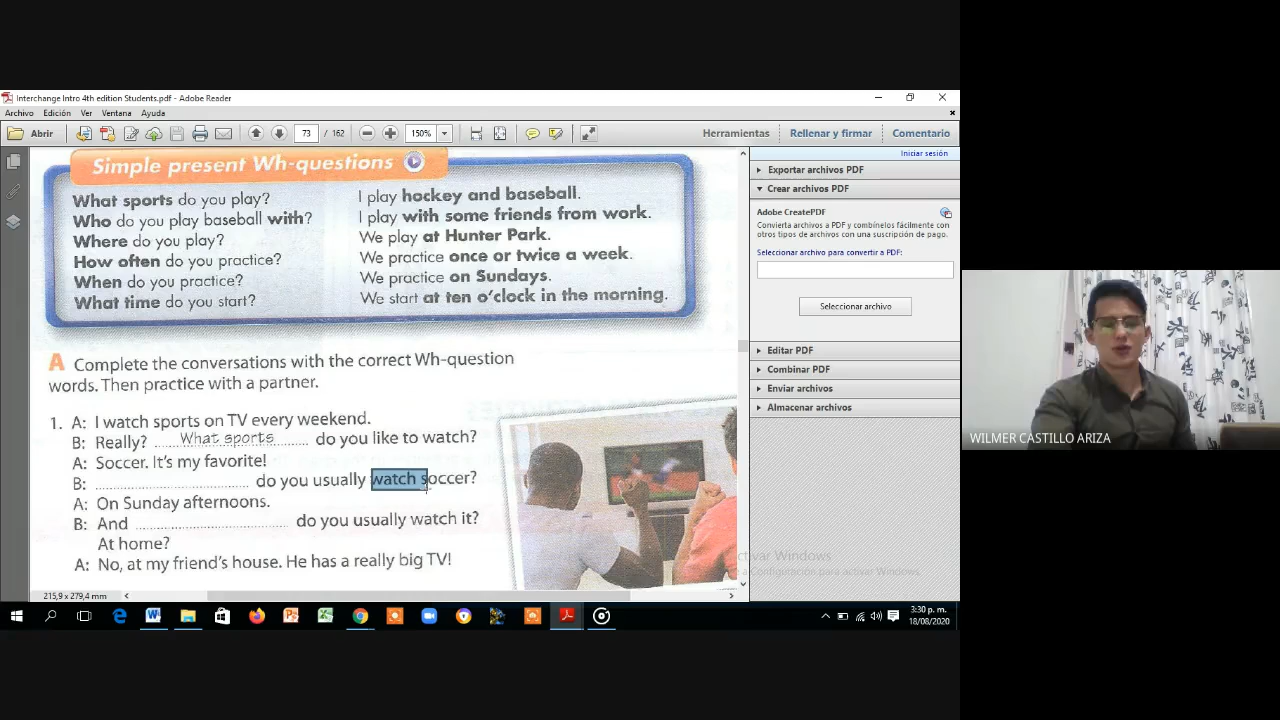 Interchange Intro 4th edition Students.pdf - Adobe Reader
Archivo Edición Ver Ventana Ayuda
Abrir 73 / 162 150% Herramientas Rellenar y firmar Comentario
Iniciar sesión
Exportar archivos PDF
Crear archivos PDF
Adobe CreatePDF
Convierta archivos a PDF y combínelos fácilmente con
otros tipos de archivos con una suscripción de pago.
Seleccionar archivo para convertir a PDF:
Seleccionar archivo
Editar PDF
Combinar PDF
Enviar archivos
Almacenar archivos
Simple present Wh-questions
What sports do you play? I play hockey and baseball.
Who do you play baseball with? I play with some friends from work.
Where do you play? We play at Hunter Park.
How often do you practice? We practice once or twice a week.
When do you practice? We practice on Sundays.
What time do you start? We start at ten o'clock in the morning.
A Complete the conversations with the correct Wh-question
words. Then practice with a partner.
1. A: I watch sports on TV every weekend.
B: Really? What sports do you like to watch?
A: Soccer. It's my favorite!
B: do you usually watch soccer?
A: On Sunday afternoons.
B: And do you usually watch it?
At home?
A: No, at my friend's house. He has a really big TV!
215,9 x 279,4 mm
Activar Windows
a Configuración para activar Windows.
3:30 p. m.
18/08/2020
WILMER CASTILLO ARIZA